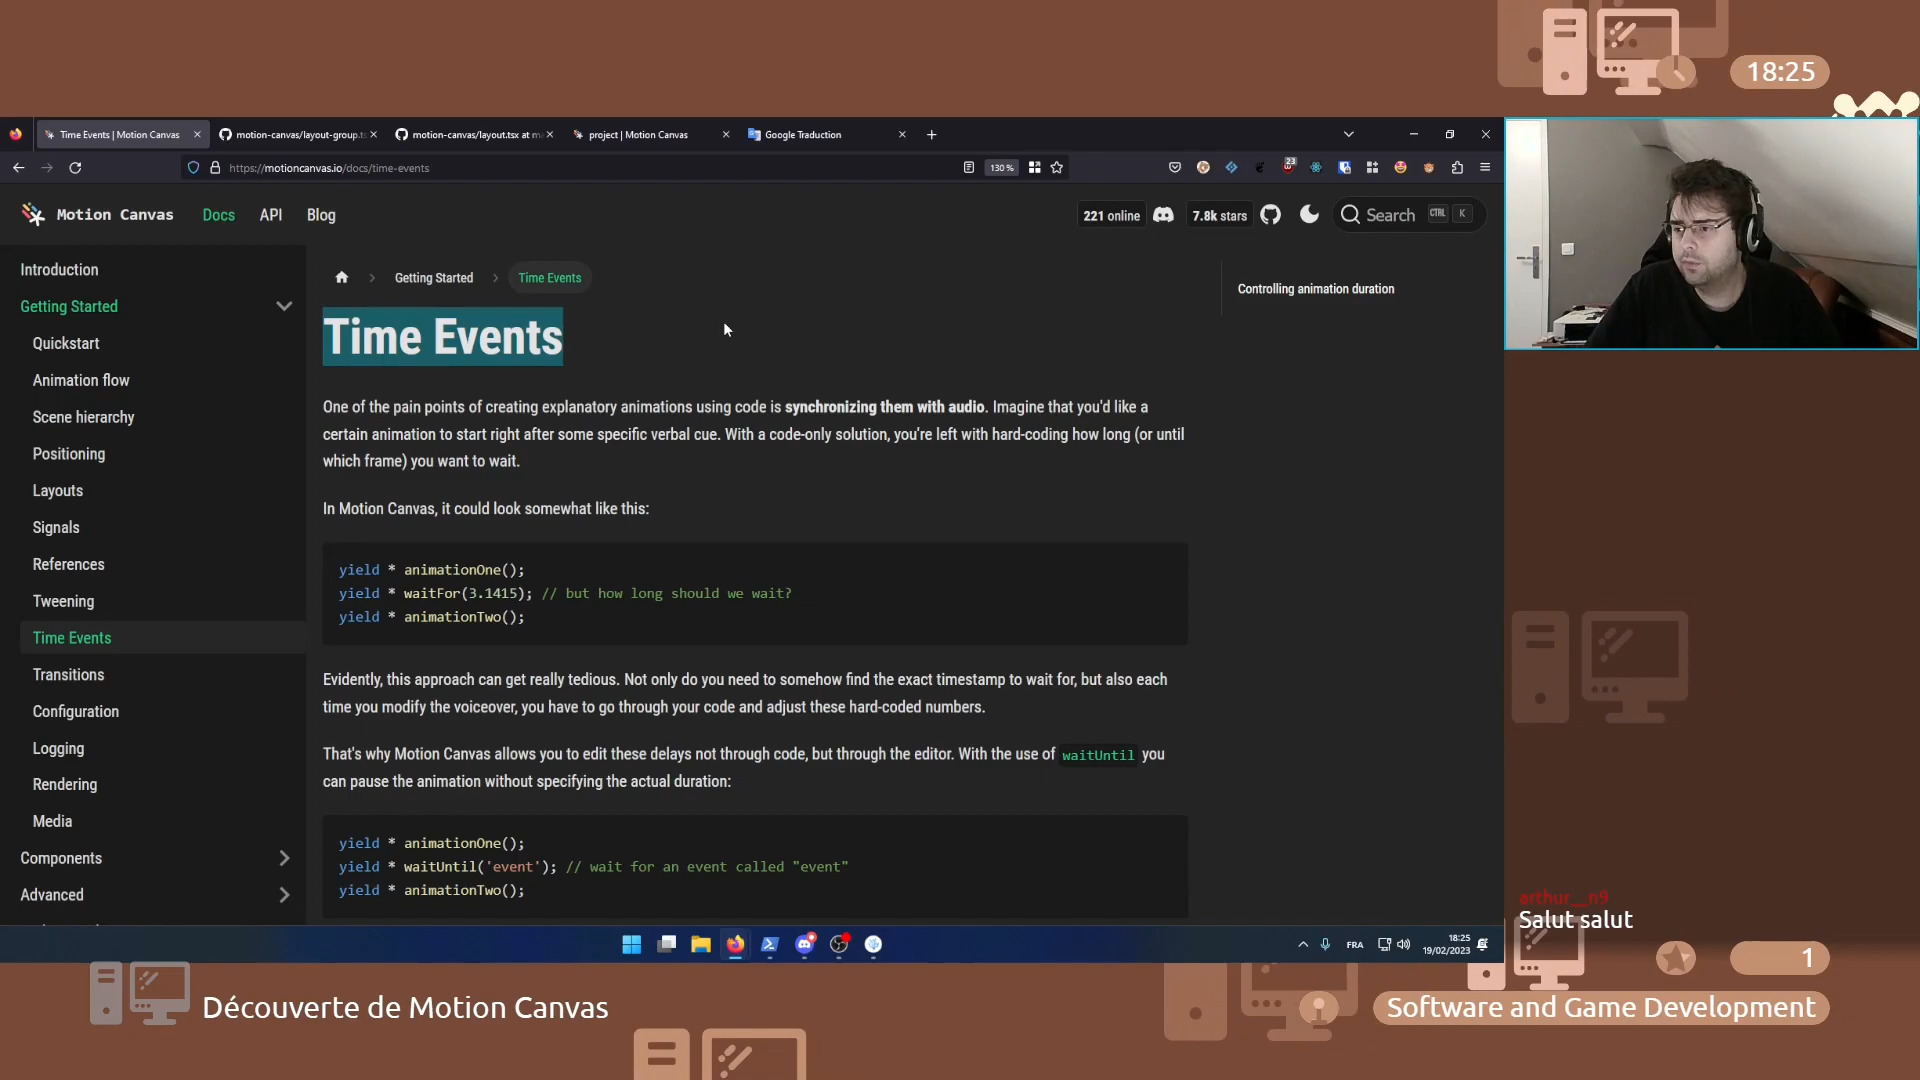 18:25
Time Events | Motion Canvas
motion-canvas/layout-group.ts
motion-canvas/layout.tsx at m
project | Motion Canvas
Google Traduction
https://motioncanvas.io/docs/time-events
130 %
23
Motion Canvas
Docs
API
Blog
221 online
7.8k stars
Search
CTRL
K
Introduction
Getting Started
Quickstart
Animation flow
Scene hierarchy
Positioning
Layouts
Signals
References
Tweening
Time Events
Transitions
Configuration
Logging
Rendering
Media
Components
Advanced
Getting Started
Time Events
Controlling animation duration
Time Events
One of the pain points of creating explanatory animations using code is synchronizing them with audio. Imagine that you'd like a
certain animation to start right after some specific verbal cue. With a code-only solution, you're left with hard-coding how long (or until
which frame) you want to wait.
In Motion Canvas, it could look somewhat like this:
yield * animationOne();
yield * waitFor(3.1415); // but how long should we wait?
yield * animationTwo();
Evidently, this approach can get really tedious. Not only do you need to somehow find the exact timestamp to wait for, but also each
time you modify the voiceover, you have to go through your code and adjust these hard-coded numbers.
That's why Motion Canvas allows you to edit these delays not through code, but through the editor. With the use of waitUntil you
can pause the animation without specifying the actual duration:
yield * animationOne();
yield * waitUntil('event'); // wait for an event called "event"
yield * animationTwo();
FRA
18:25
19/02/2023
arthur__n9
Salut salut
1
Découverte de Motion Canvas
Software and Game Development